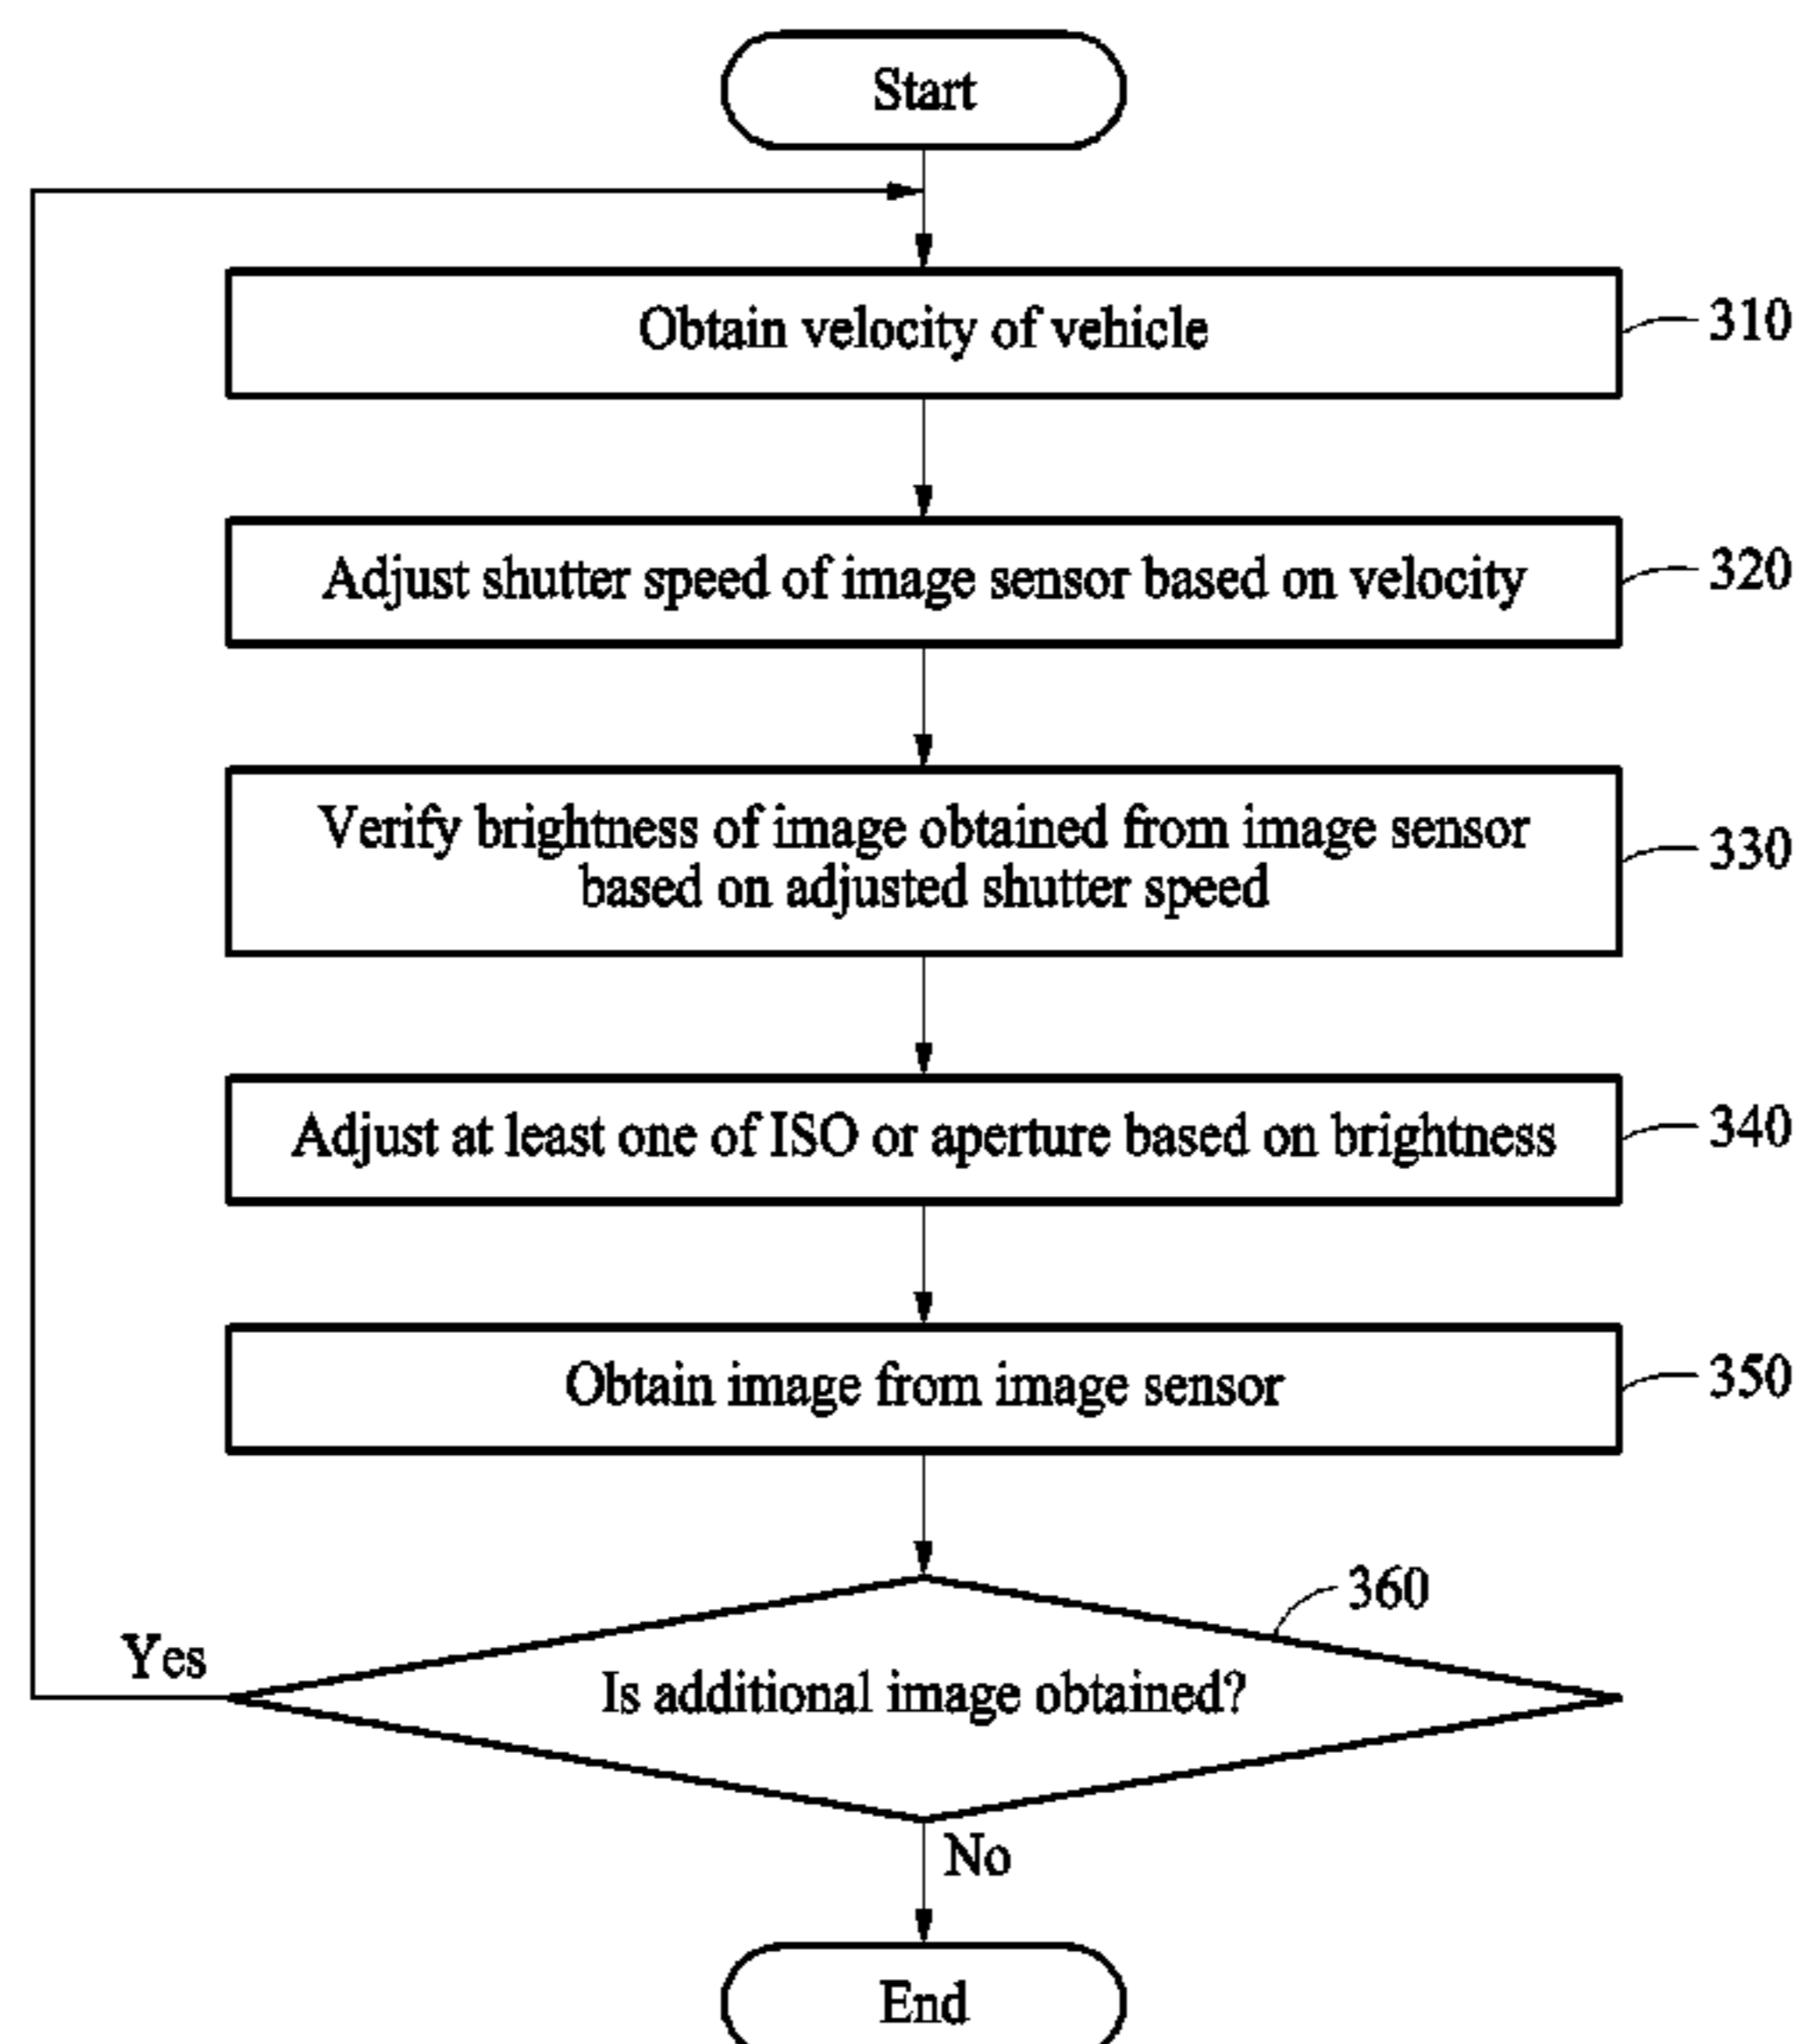 Start
Obtain velocity of vehicle
310
Adjust shutter speed of image sensor based on velocity
320
Verify brightness of image obtained from image sensor
based on adjusted shutter speed
330
Adjust at least one of ISO or aperture based on brightness
340
Obtain image from image sensor
350
360
Yes
Is additional image obtained?
No
End